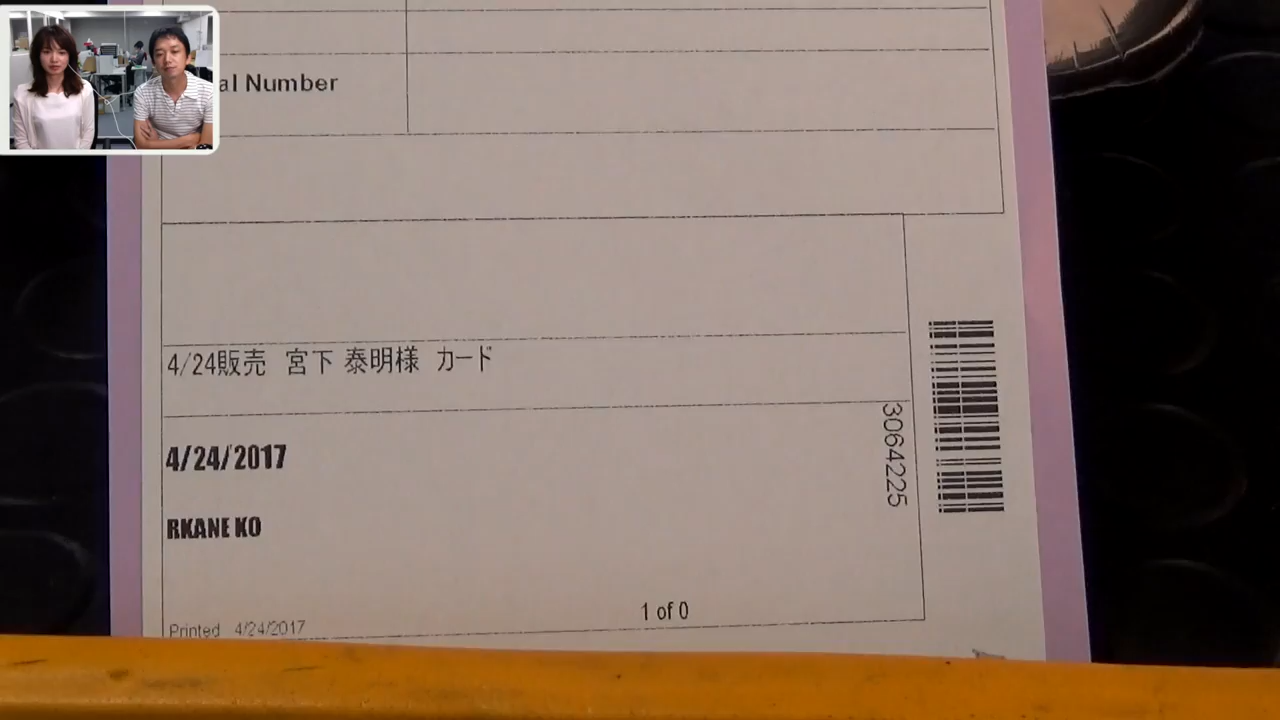 al Number
4/24販売 宮下 泰明様 カード
4/24/2017
3064225
RKANE KO
1 of 0
Printed 4/24/2017